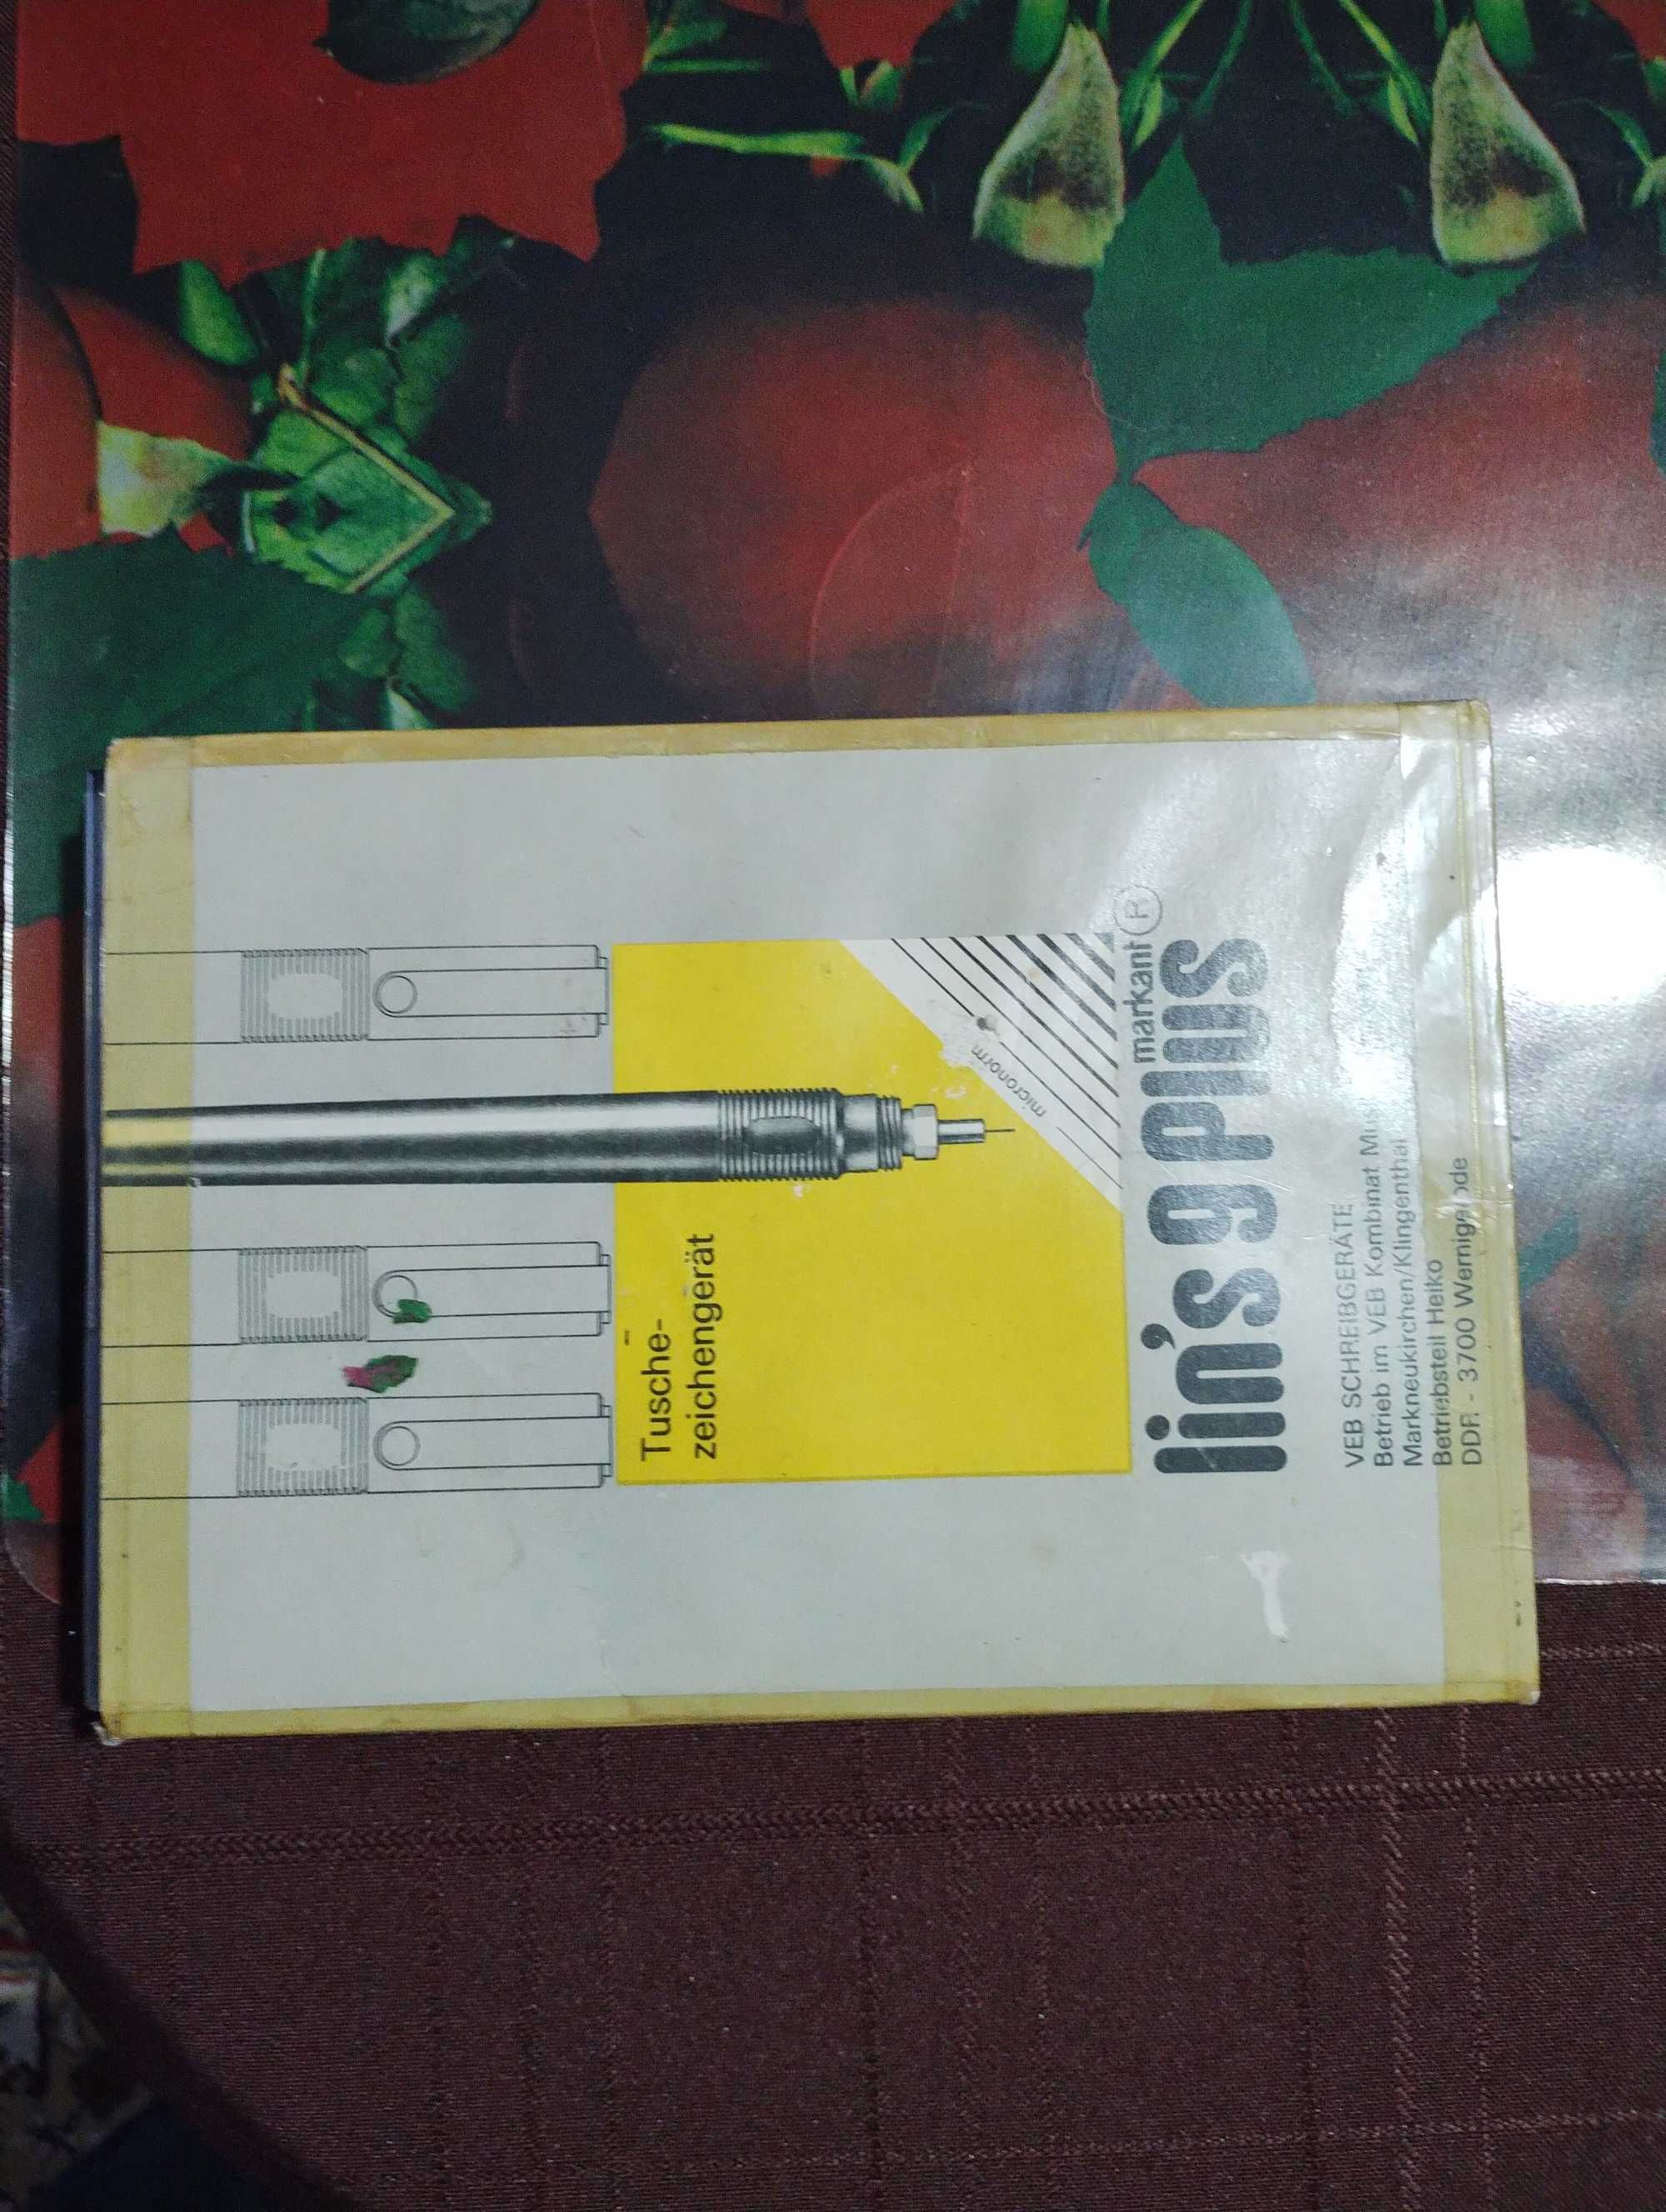 Tusche-
zeichengerät
micronorm
markant ®
lin's 9 plus
VEB SCHREIBGERÄTE
Betrieb im VEB Kombinat
Markneukirchen/Klingenthal
Betriebsteil Heiko
DDR - 3700 Wernigerode